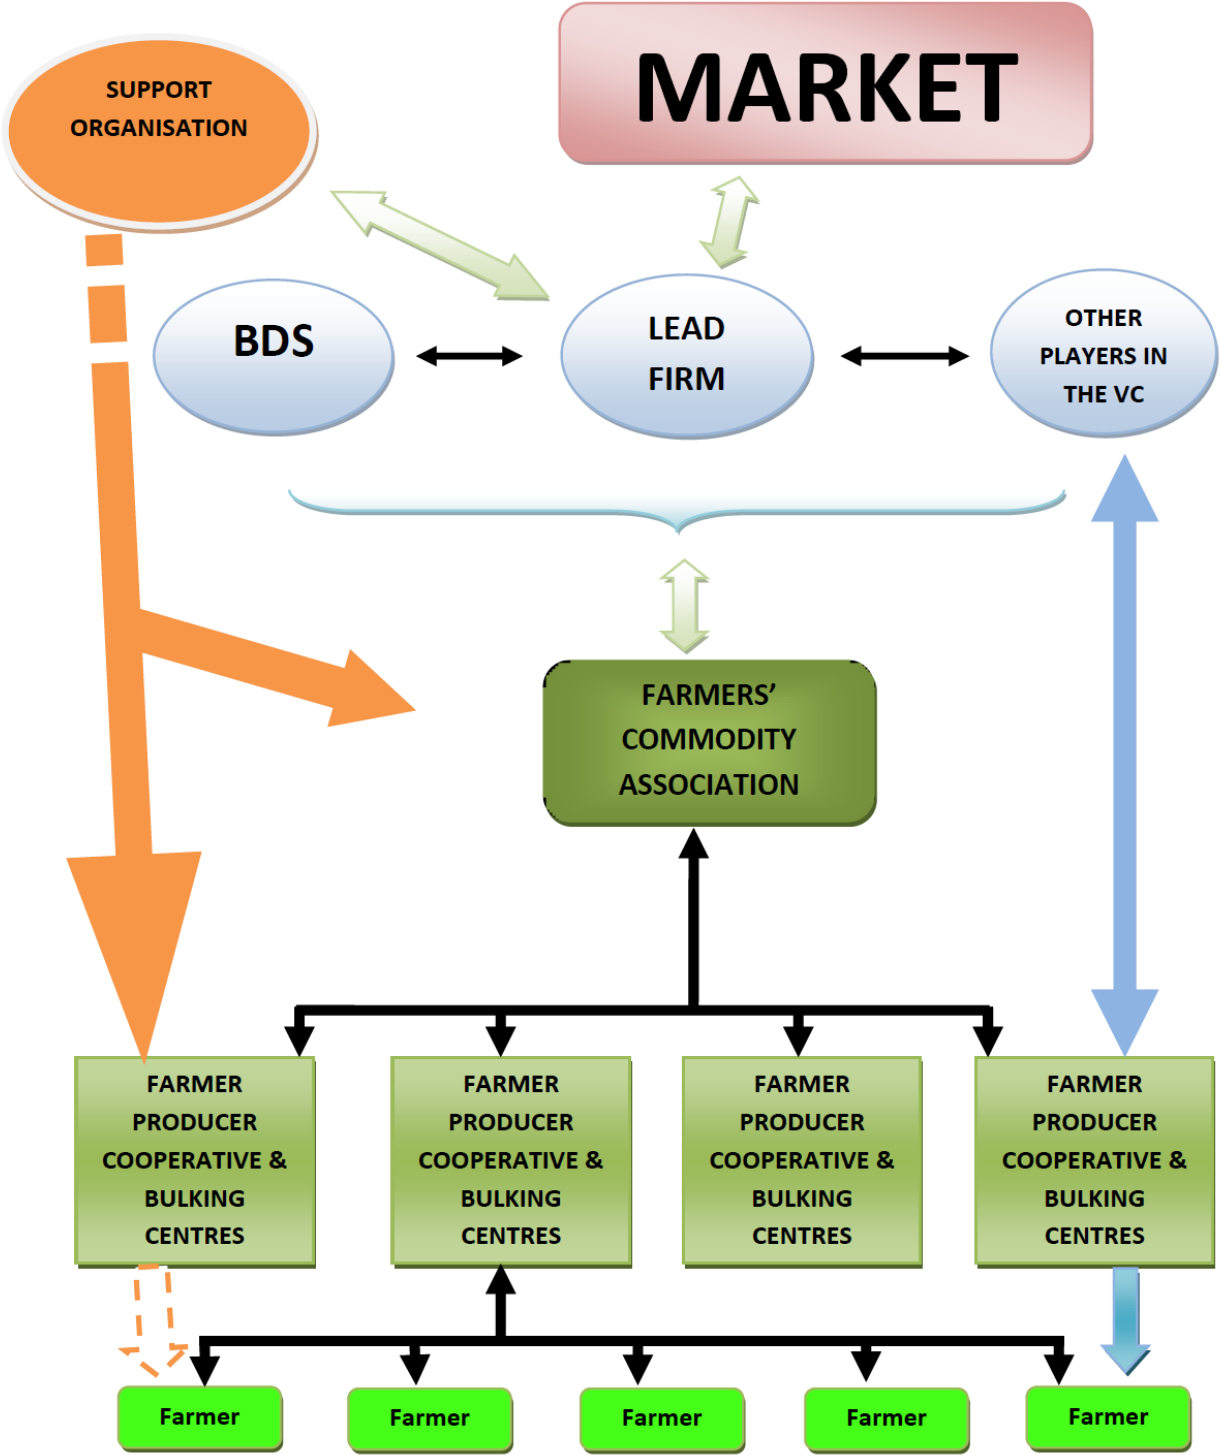 SUPPORT
ORGANISATION
MARKET
BDS
LEAD
FIRM
OTHER
PLAYERS IN
THE VC
FARMERS’
COMMODITY
ASSOCIATION
FARMER
PRODUCER
COOPERATIVE &
BULKING
CENTRES
FARMER
PRODUCER
COOPERATIVE &
BULKING
CENTRES
FARMER
PRODUCER
COOPERATIVE &
BULKING
CENTRES
FARMER
PRODUCER
COOPERATIVE &
BULKING
CENTRES
Farmer
Farmer
Farmer
Farmer
Farmer